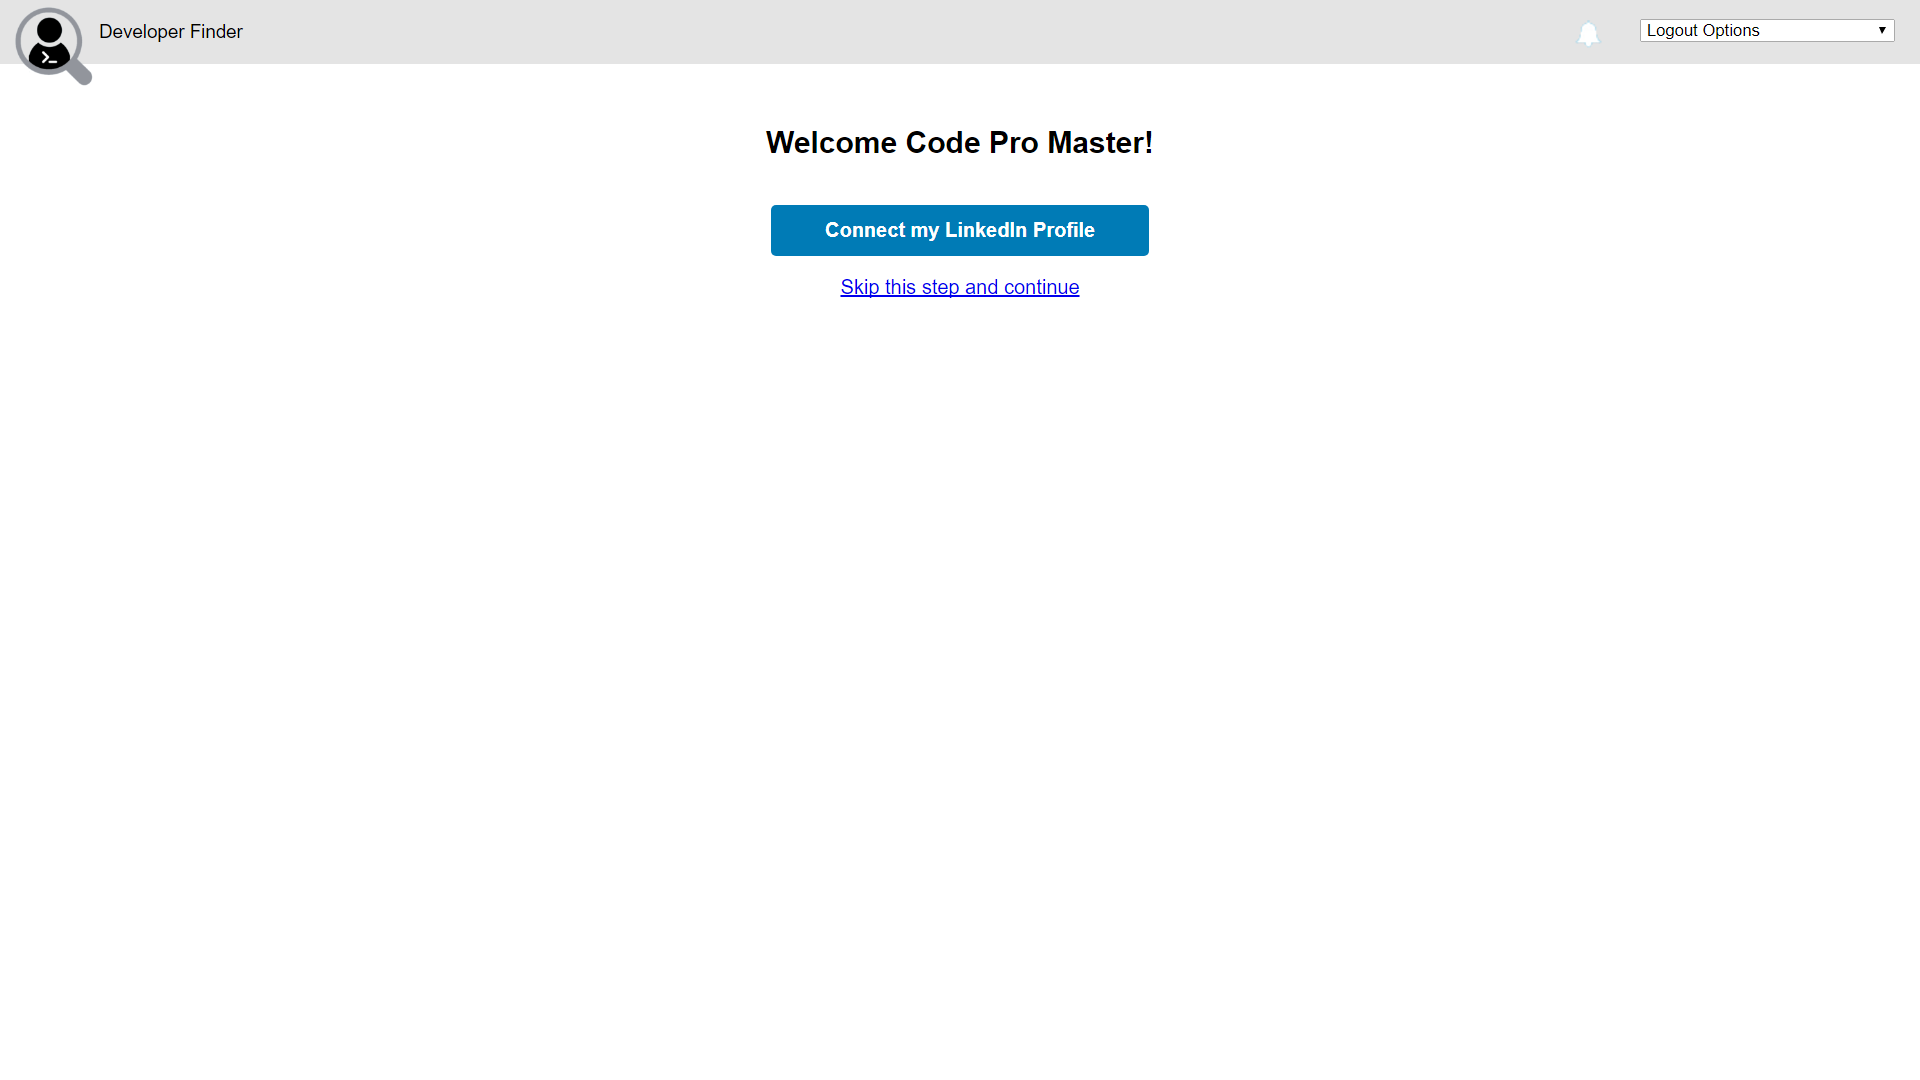 Developer Finder
Logout Options
Welcome Code Pro Master!
Connect my LinkedIn Profile
Skip this step and continue